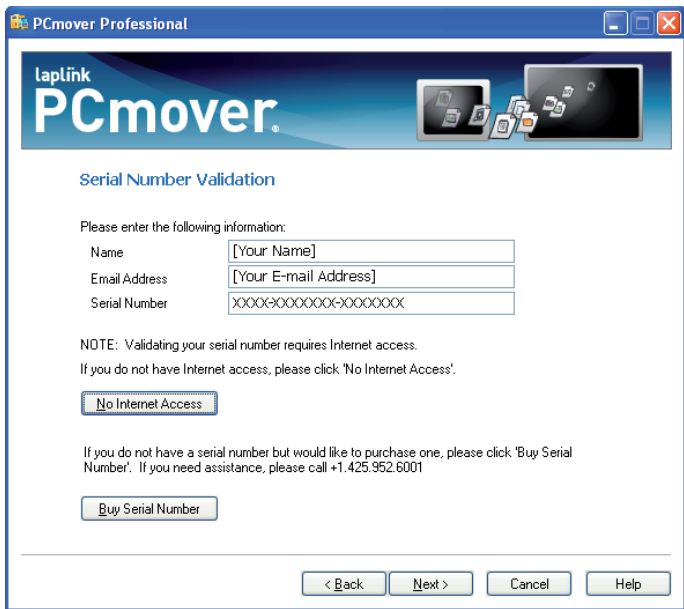 PCmover Professional
laplink
PCmover®
Serial Number Validation
Please enter the following information:
Name [Your Name]
Email Address [Your E-mail Address]
Serial Number XXXX-XXXXXXX-XXXXXXX
NOTE: Validating your serial number requires Internet access.
If you do not have Internet access, please click 'No Internet Access'.
No Internet Access
If you do not have a serial number but would like to purchase one, please click 'Buy Serial
Number'. If you need assistance, please call +1.425.952.6001
Buy Serial Number
< Back Next > Cancel Help